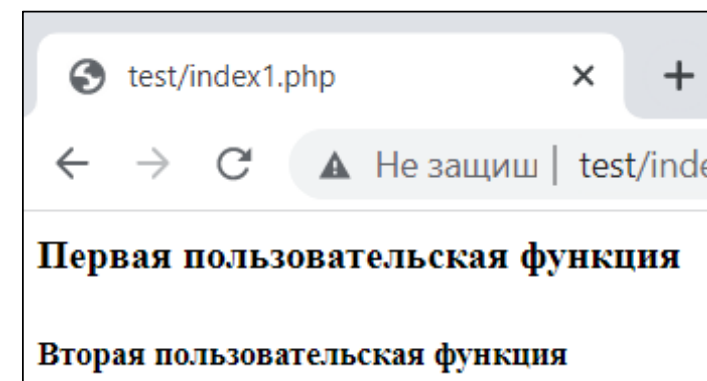 test/index1.php
Не защищ | test/inde
Первая пользовательская функция
Вторая пользовательская функция